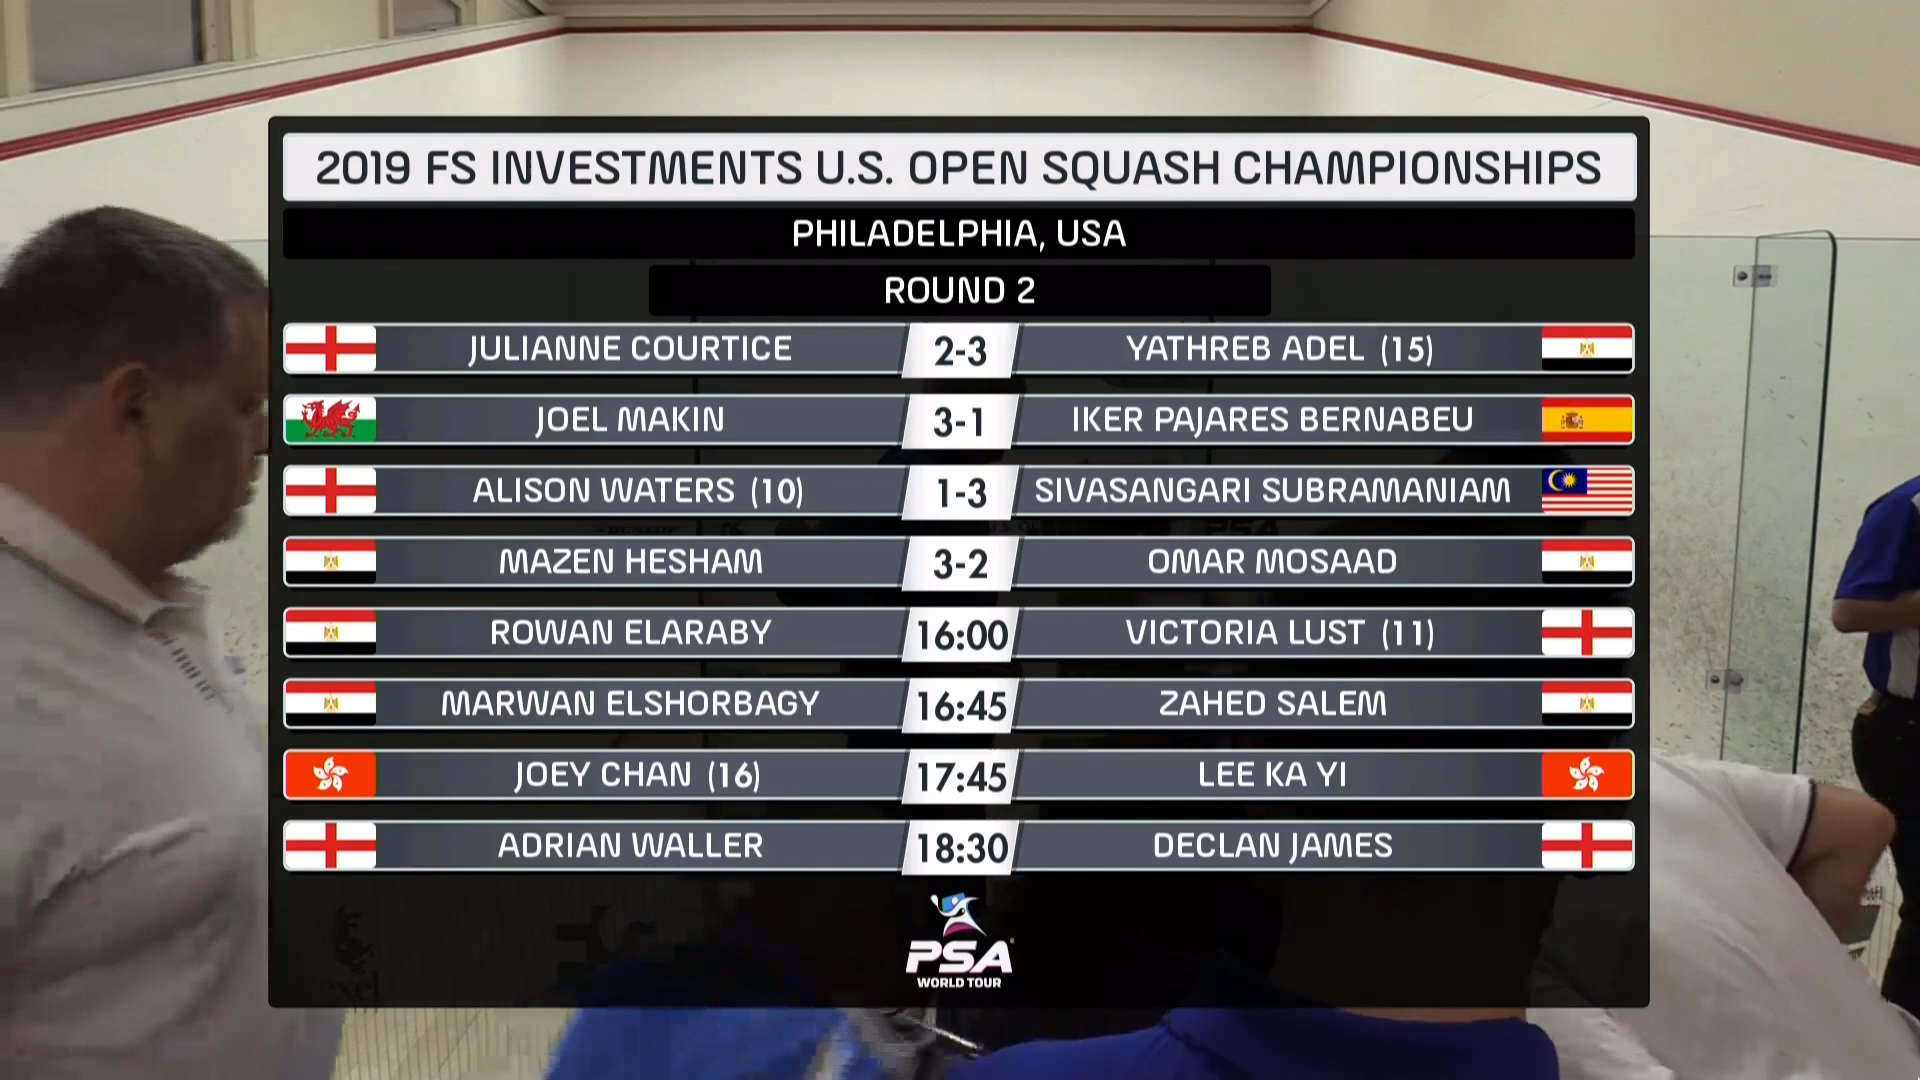 2019 FS INVESTMENTS U.S. OPEN SQUASH CHAMPIONSHIPS
PHILADELPHIA, USA
ROUND 2
JULIANNE COURTICE 2-3 YATHREB ADEL (15)
JOEL MAKIN 3-1 IKER PAJARES BERNABEU
ALISON WATERS (10) 1-3 SIVASANGARI SUBRAMANIAM
MAZEN HESHAM 3-2 OMAR MOSAAD
ROWAN ELARABY 16:00 VICTORIA LUST (11)
MARWAN ELSHORBAGY 16:45 ZAHED SALEM
JOEY CHAN (16) 17:45 LEE KA YI
ADRIAN WALLER 18:30 DECLAN JAMES
PSA
WORLD TOUR